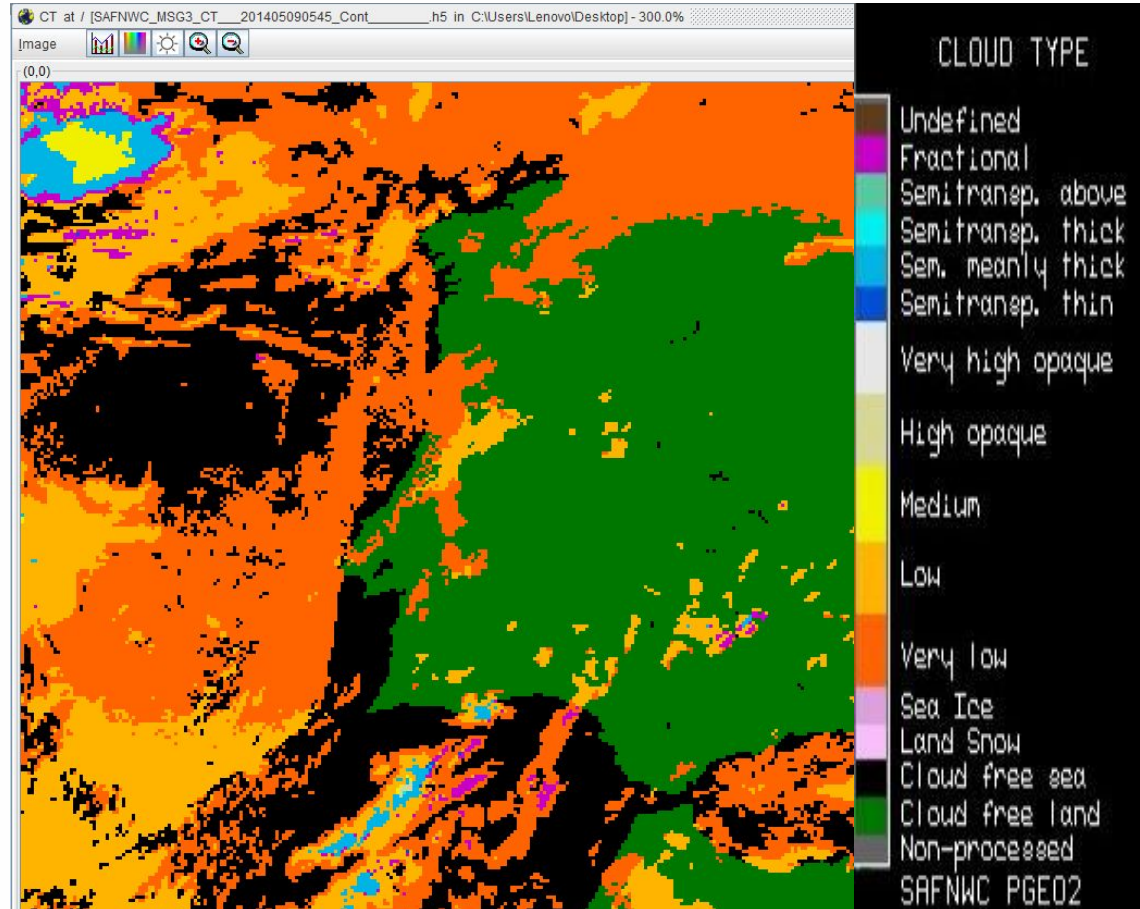 CT at / [SAFNWC_MSG3_CT___201405090545_Cont________.h5 in C:\Users\Lenovo\Desktop] - 300.0%
Image
(0,0)
CLOUD TYPE
Undefined
Fractional
Semitransp. above
Semitransp. thick
Sem. meanly thick
Semitransp. thin
Very high opaque
High opaque
Medium
Low
Very low
Sea Ice
Land Snow
Cloud free sea
Cloud free land
Non-processed
SAFNWC PGE02